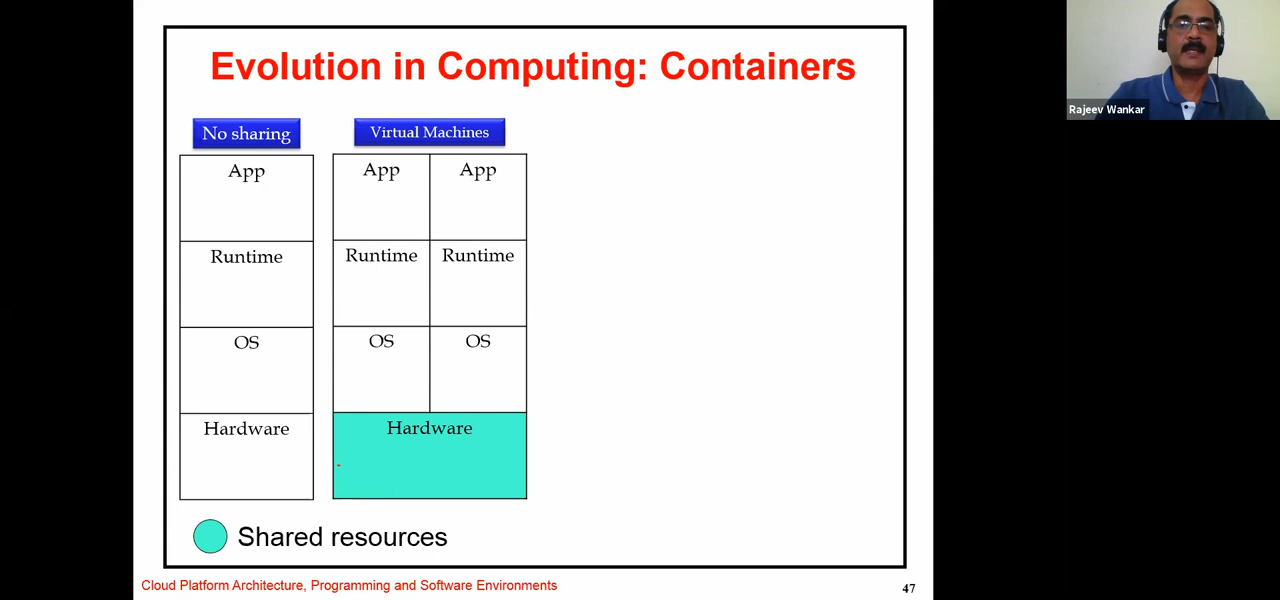 Evolution in Computing: Containers
Rajeev Wankar
No sharing
Virtual Machines
App
App
App
Runtime
Runtime
Runtime
OS
OS
OS
Hardware
Hardware
Shared resources
Cloud Platform Architecture, Programming and Software Environments
47